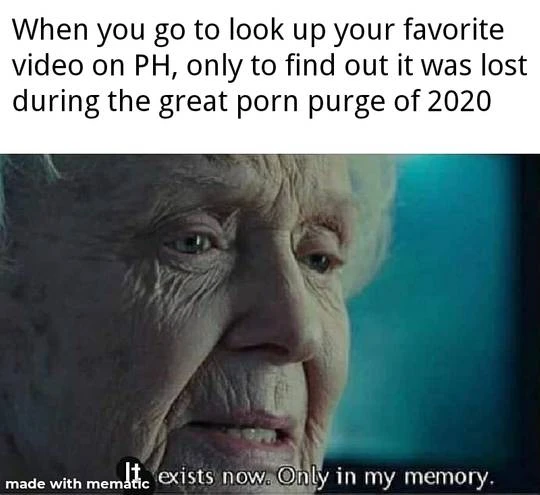 When you go to look up your favorite
video on PH, only to find out it was lost
during the great porn purge of 2020
It exists now. Only in my memory.
made with mematic